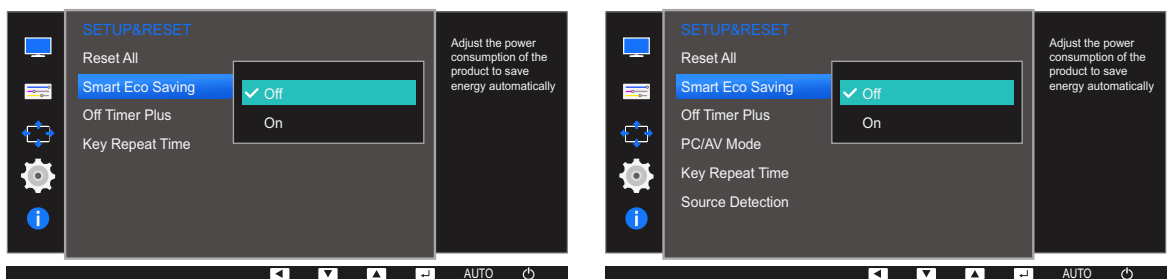 SETUP&RESET
Reset All
Smart Eco Saving
Off Timer Plus
Key Repeat Time
Off
On
Adjust the power
consumption of the
product to save
energy automatically
AUTO
SETUP&RESET
Reset All
Smart Eco Saving
Off Timer Plus
PC/AV Mode
Key Repeat Time
Source Detection
Off
On
Adjust the power
consumption of the
product to save
energy automatically
AUTO